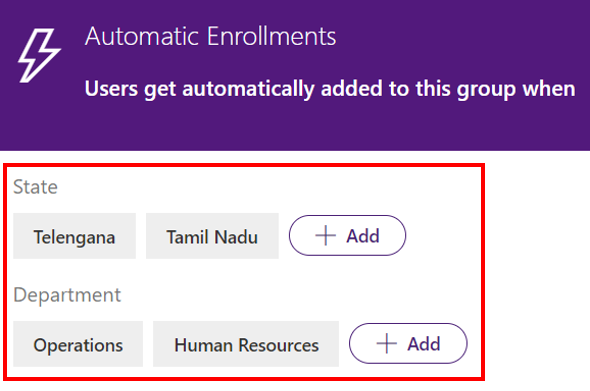 Automatic Enrollments
Users get automatically added to this group when
State
Telengana Tamil Nadu + Add
Department
Operations Human Resources + Add